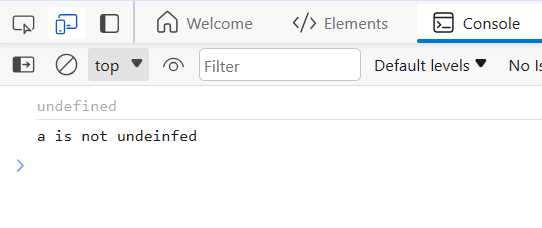 Welcome </> Elements Console
top Filter Default levels No Is
undefined
a is not undeinfed